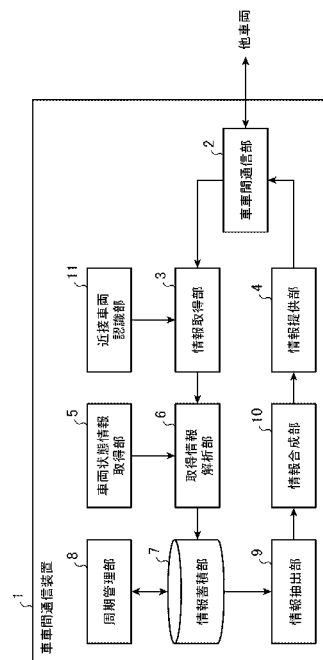 1
車車間通信装置
8
周期管理部
5
車両状態情報
取得部
11
近接車両
認識部
7
情報蓄積部
6
取得情報
解析部
3
情報取得部
2
車車間通信部
他車両
9
情報抽出部
10
情報合成部
4
情報提供部